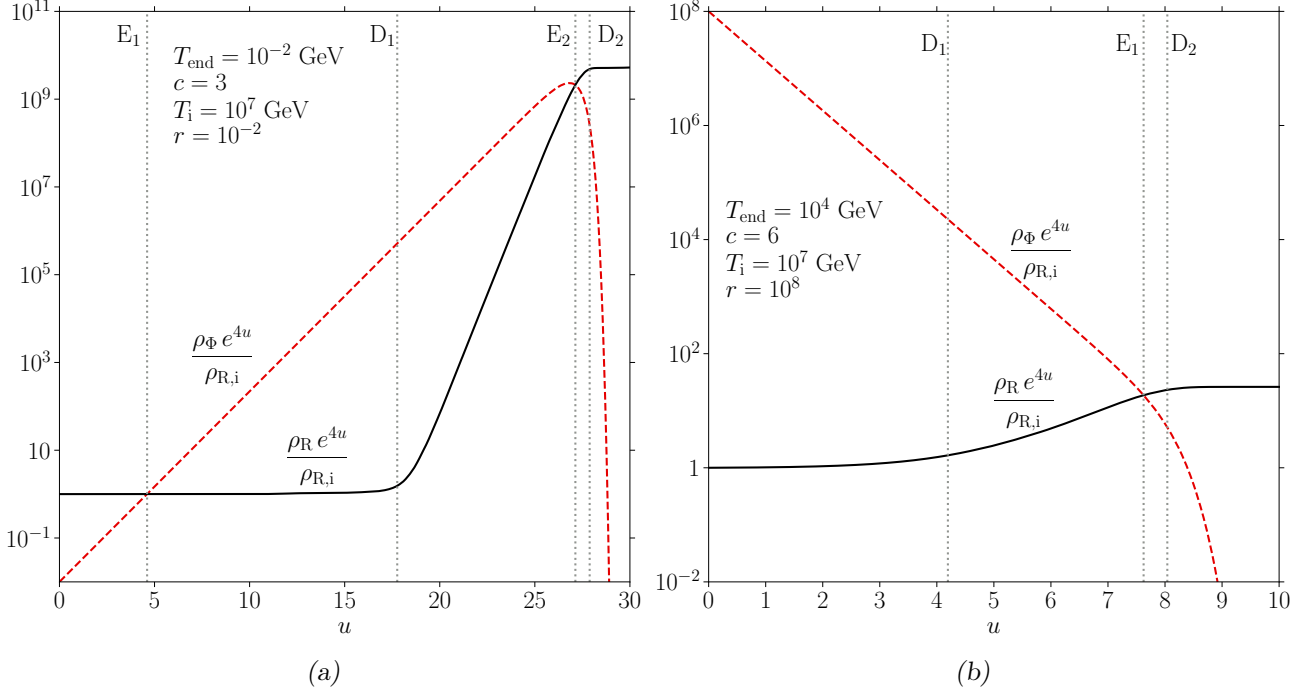 10^11
10^9
10^7
10^5
10^3
10
10^−1
E_1
D_1
E_2
D_2
T_end = 10^−2 GeV
c = 3
T_i = 10^7 GeV
r = 10^−2
ρ_Φ e^4u
ρ_R,i
ρ_R e^4u
ρ_R,i
0 5 10 15 20 25 30
u
(a)
10^8
10^6
10^4
10^2
1
10^−2
D_1
E_1
D_2
T_end = 10^4 GeV
c = 6
T_i = 10^7 GeV
r = 10^8
ρ_Φ e^4u
ρ_R,i
ρ_R e^4u
ρ_R,i
0 1 2 3 4 5 6 7 8 9 10
u
(b)